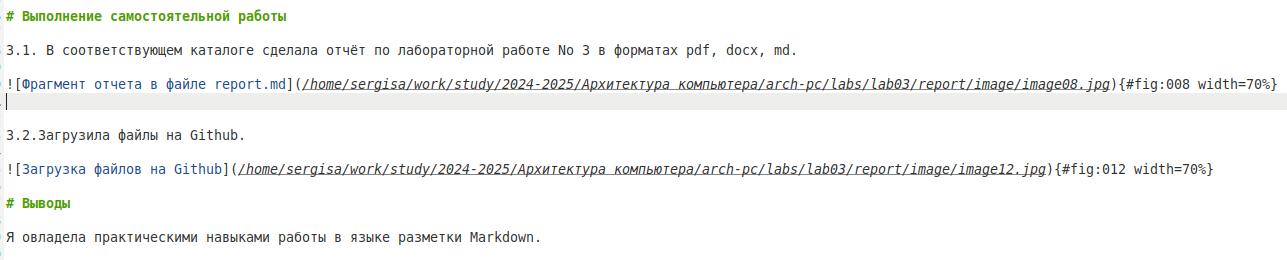 # Выполнение самостоятельной работы
3.1. В соответствующем каталоге сделала отчёт по лабораторной работе No 3 в форматах pdf, docx, md.
![Фрагмент отчета в файле report.md](/home/sergisa/work/study/2024-2025/Архитектура компьютера/arch-pc/labs/lab03/report/image/image08.jpg){#fig:008 width=70%}
3.2.Загрузила файлы на Github.
![Загрузка файлов на Github](/home/sergisa/work/study/2024-2025/Архитектура компьютера/arch-pc/labs/lab03/report/image/image12.jpg){#fig:012 width=70%}
# Выводы
Я овладела практическими навыками работы в языке разметки Markdown.